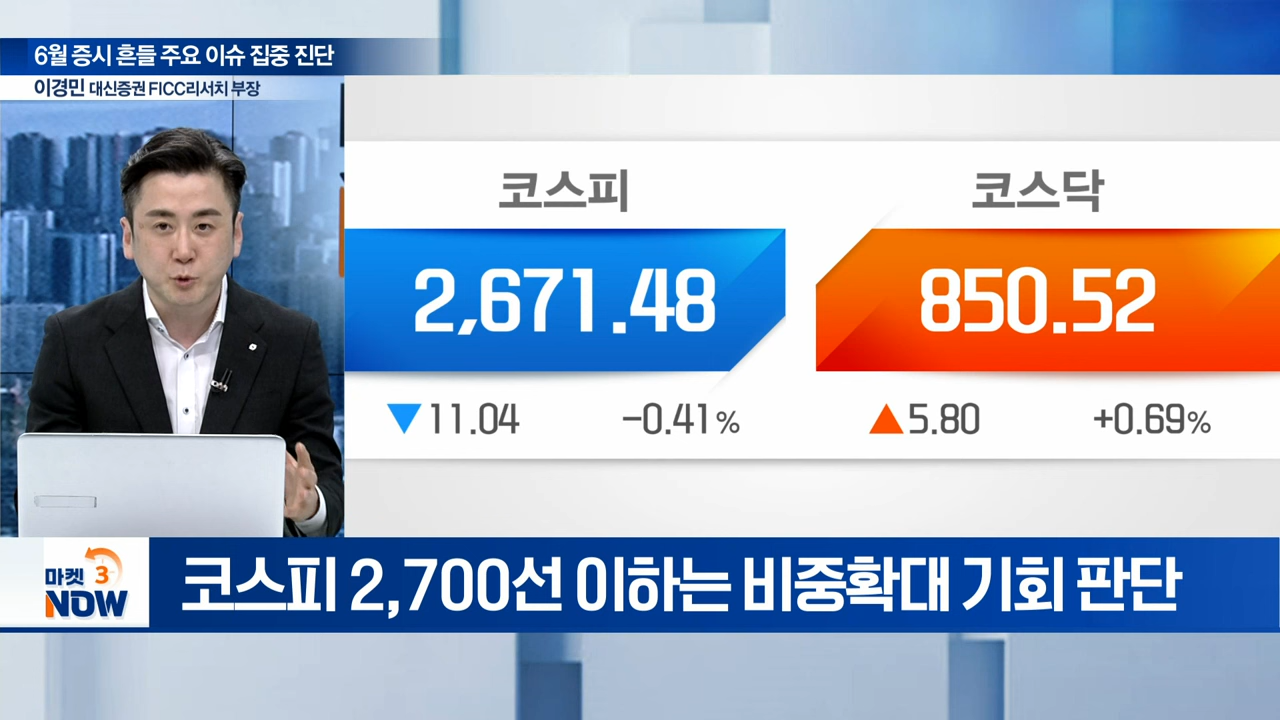 6월 증시 흔들 주요 이슈 집중 진단
이경민 대신증권 FICC리서치 부장
코스피
2,671.48
▼11.04 -0.41%
코스닥
850.52
▲5.80 +0.69%
마켓 3
NOW
코스피 2,700선 이하는 비중확대 기회 판단